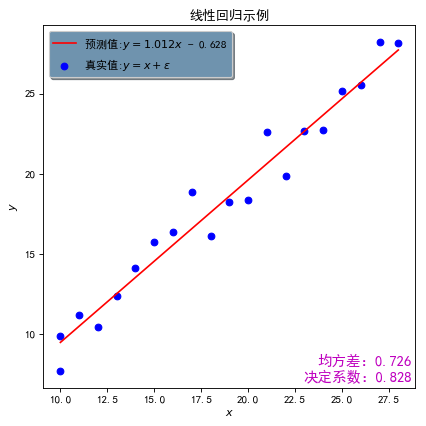 线性回归示例
预测值:y = 1.012x − 0.628
真实值:y = x + ε
25
20
15
10
y
10.0 12.5 15.0 17.5 20.0 22.5 25.0 27.5
x
均方差: 0.726
决定系数: 0.828